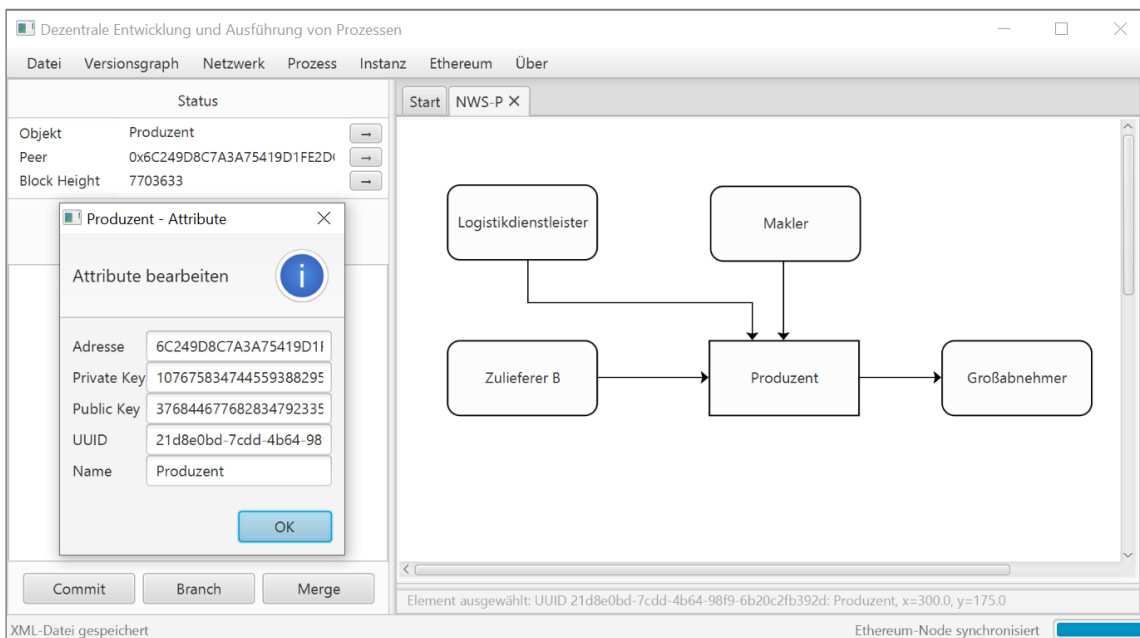 Dezentrale Entwicklung und Ausführung von Prozessen
Datei Versionsgraph Netzwerk Prozess Instanz Ethereum Über
Status
Objekt Produzent →
Peer 0x6C249D8C7A3A75419D1FE2D →
Block Height 7703633 →
Produzent - Attribute
Attribute bearbeiten
Adresse 6C249D8C7A3A75419D1F
Private Key 107675834744559388295
Public Key 376844677682834792335
UUID 21d8e0bd-7cdd-4b64-98
Name Produzent
OK
Commit Branch Merge
Start NWS-P
Logistikdienstleister
Makler
Zulieferer B
Produzent
Großabnehmer
Element ausgewählt: UUID 21d8e0bd-7cdd-4b64-98f9-6b20c2fb392d: Produzent, x=300.0, y=175.0
XML-Datei gespeichert
Ethereum-Node synchronisiert